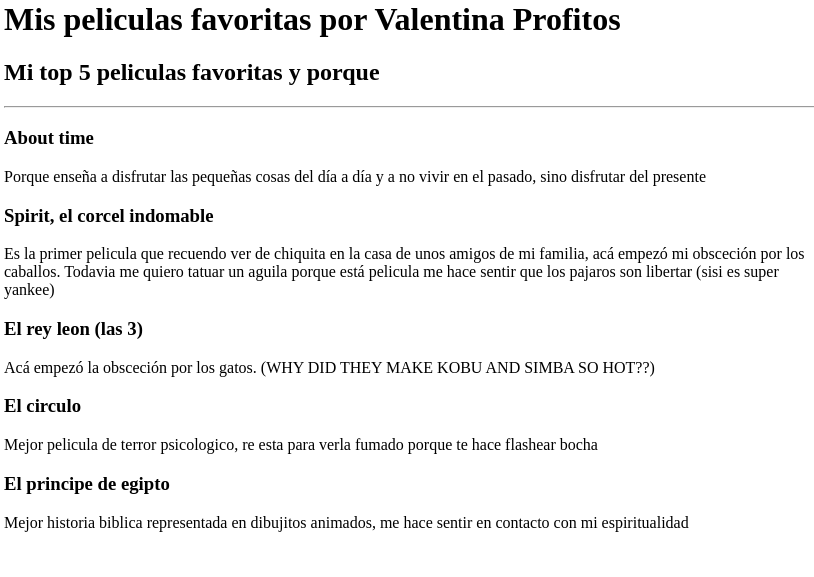 Mis peliculas favoritas por Valentina Profitos
Mi top 5 peliculas favoritas y porque
About time
Porque enseña a disfrutar las pequeñas cosas del día a día y a no vivir en el pasado, sino disfrutar del presente
Spirit, el corcel indomable
Es la primer pelicula que recuendo ver de chiquita en la casa de unos amigos de mi familia, acá empezó mi obsceción por los
caballos. Todavia me quiero tatuar un aguila porque está pelicula me hace sentir que los pajaros son libertar (sisi es super
yankee)
El rey leon (las 3)
Acá empezó la obsceción por los gatos. (WHY DID THEY MAKE KOBU AND SIMBA SO HOT??)
El circulo
Mejor pelicula de terror psicologico, re esta para verla fumado porque te hace flashear bocha
El principe de egipto
Mejor historia biblica representada en dibujitos animados, me hace sentir en contacto con mi espiritualidad